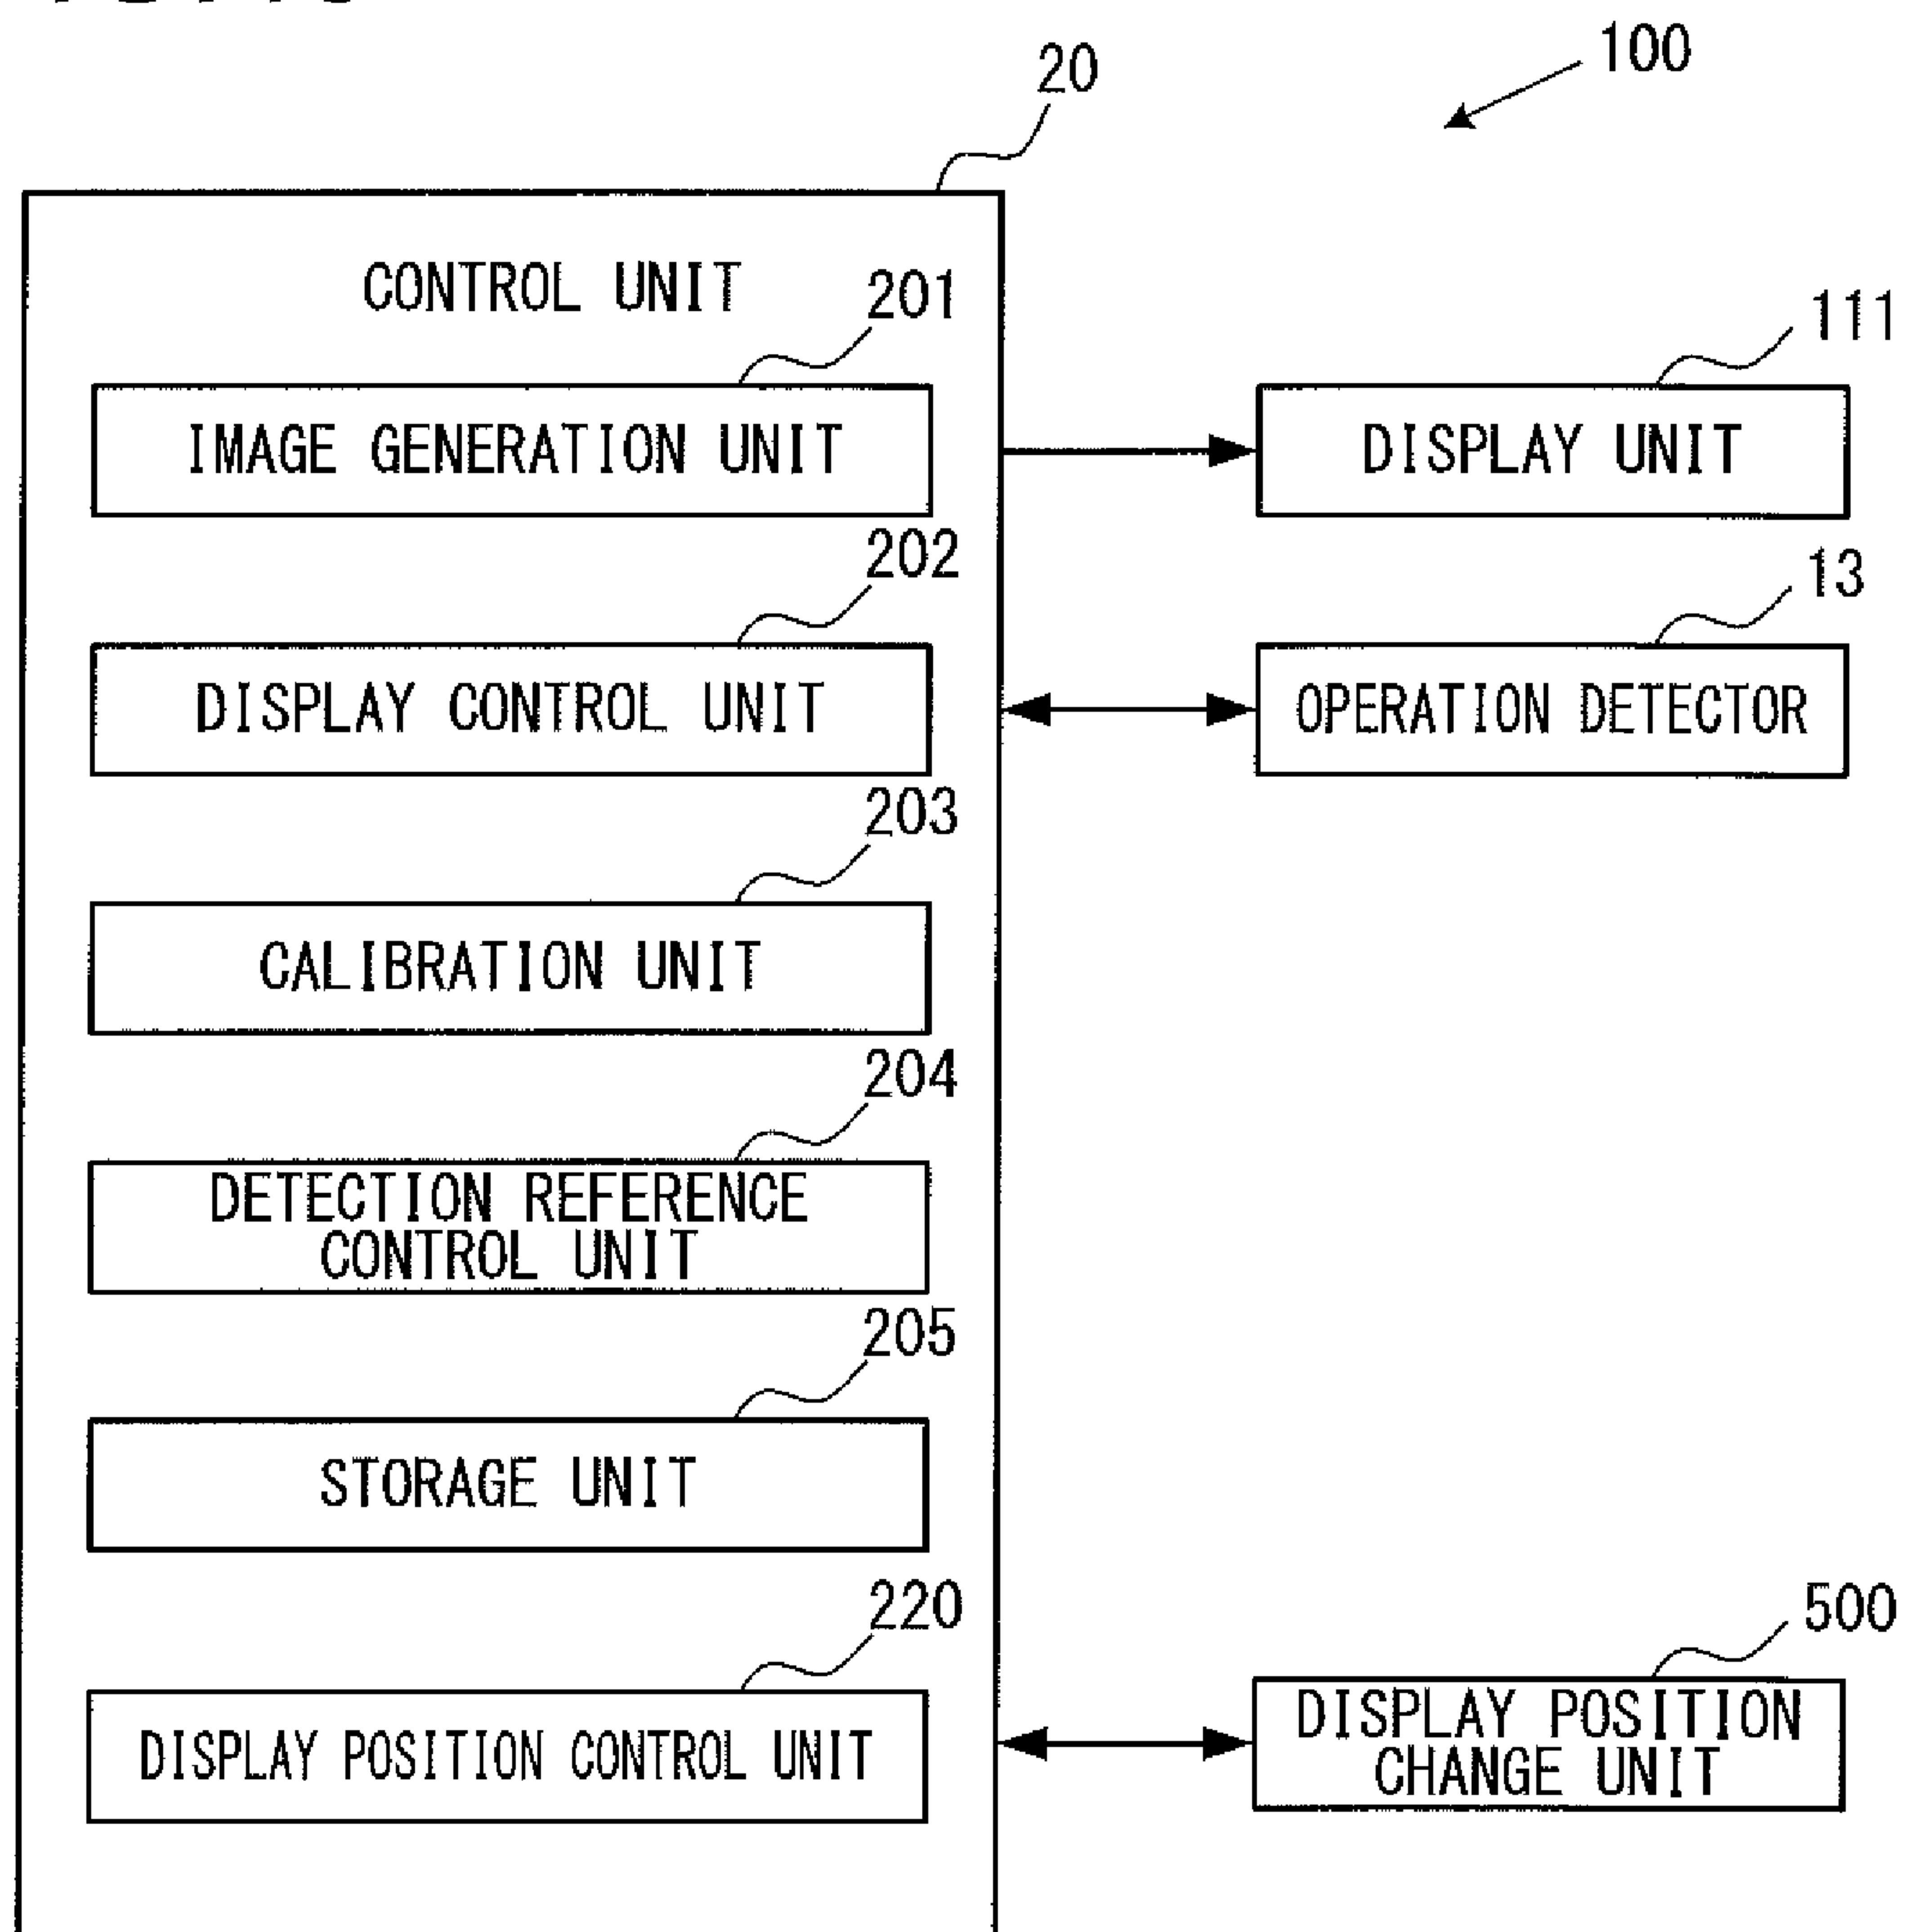 100
20
CONTROL UNIT
201
IMAGE GENERATION UNIT
111
DISPLAY UNIT
202
DISPLAY CONTROL UNIT
13
OPERATION DETECTOR
203
CALIBRATION UNIT
204
DETECTION REFERENCE
CONTROL UNIT
205
STORAGE UNIT
220
DISPLAY POSITION CONTROL UNIT
500
DISPLAY POSITION
CHANGE UNIT